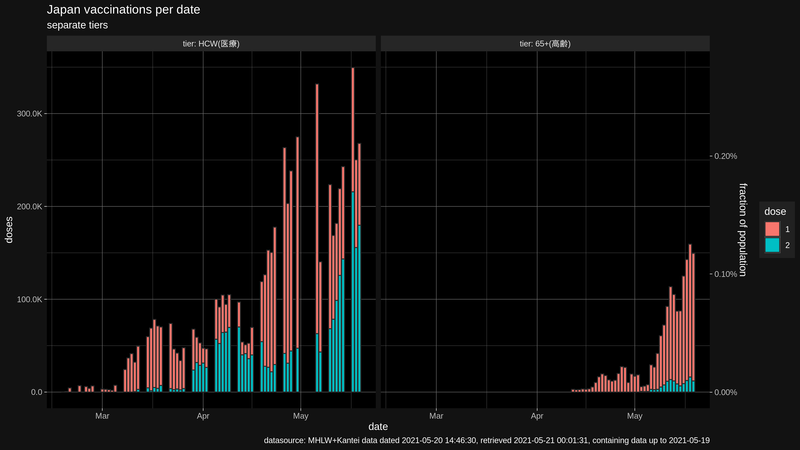 Japan vaccinations per date
separate tiers
tier: HCW(医療)
tier: 65+(高齢)
doses
300.0K
200.0K
100.0K
0.0
0.20%
0.10%
0.00%
fraction of population
dose
1
2
Mar
Apr
May
Mar
Apr
May
date
datasource: MHLW+Kantei data dated 2021-05-20 14:46:30, retrieved 2021-05-21 00:01:31, containing data up to 2021-05-19